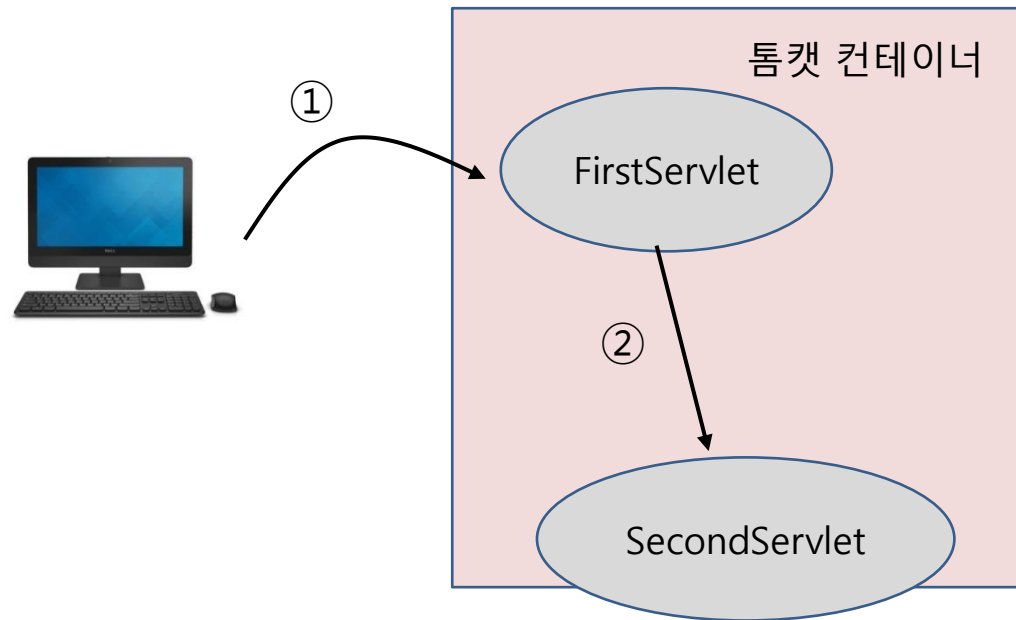 톰캣 컨테이너
①
FirstServlet
②
SecondServlet